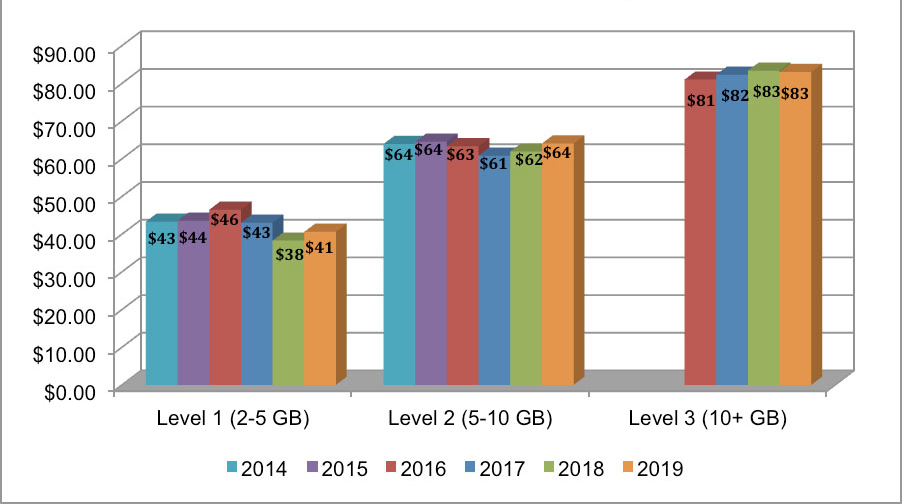 $90.00
$80.00
$70.00
$60.00
$50.00
$40.00
$30.00
$20.00
$10.00
$0.00
$43 $44 $46 $43 $38 $41
$64 $64 $63 $61 $62 $64
$81 $82 $83 $83
Level 1 (2-5 GB) Level 2 (5-10 GB) Level 3 (10+ GB)
2014 2015 2016 2017 2018 2019